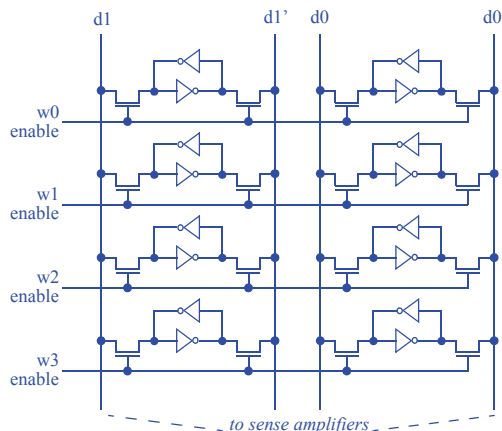 d1 d1’ d0 d0
w0
enable
w1
enable
w2
enable
w3
enable
to sense amplifiers